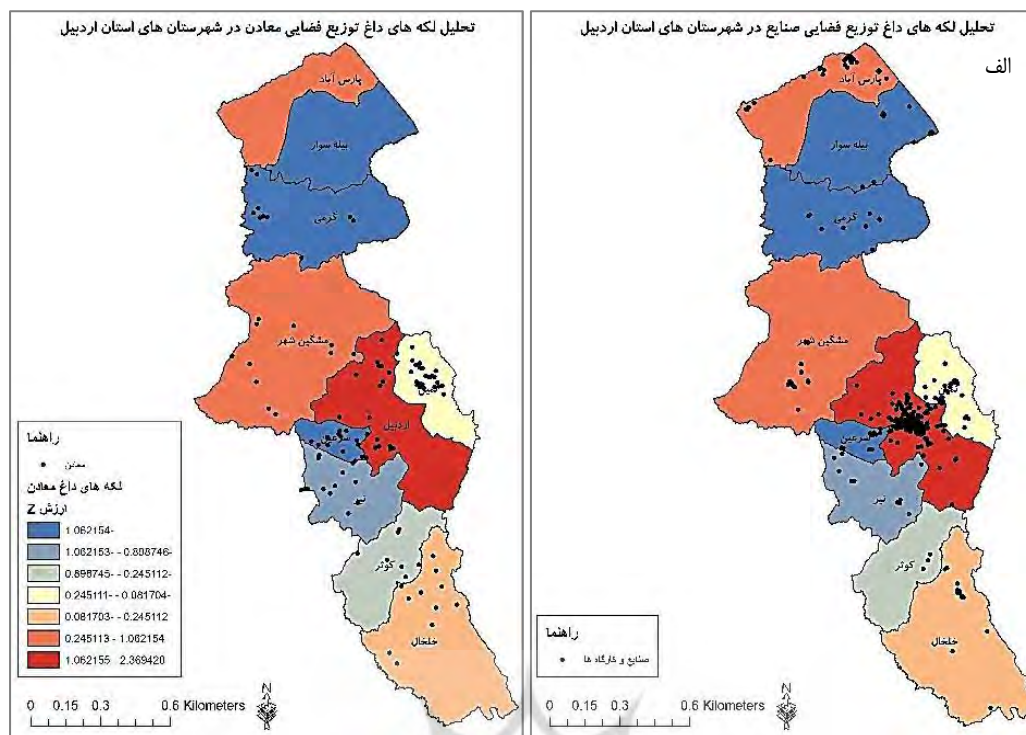 تحلیل لکه های داغ توزیع فضایی صنایع در شهرستان های استان اردبیل
الف
پارس آباد
بیله سوار
گرمی
مشگین شهر
سرعین
نیر
کوثر
خلخال
راهنما
صنایع و کارگاه ها
N
0 0.15 0.3 0.6 Kilometers
تحلیل لکه های داغ توزیع فضایی معادن در شهرستان های استان اردبیل
پارس آباد
بیله سوار
گرمی
مشگین شهر
اردبیل
سرعین
نیر
کوثر
خلخال
راهنما
معادن
لکه های داغ معادن
ارزش Z
1.062154-
1.062153- - 0.898746-
0.898745- - 0.245112-
0.245111- - 0.081704-
0.081703- - 0.245112
0.245113 - 1.062154
1.062155 2.369420
N
0 0.15 0.3 0.6 Kilometers